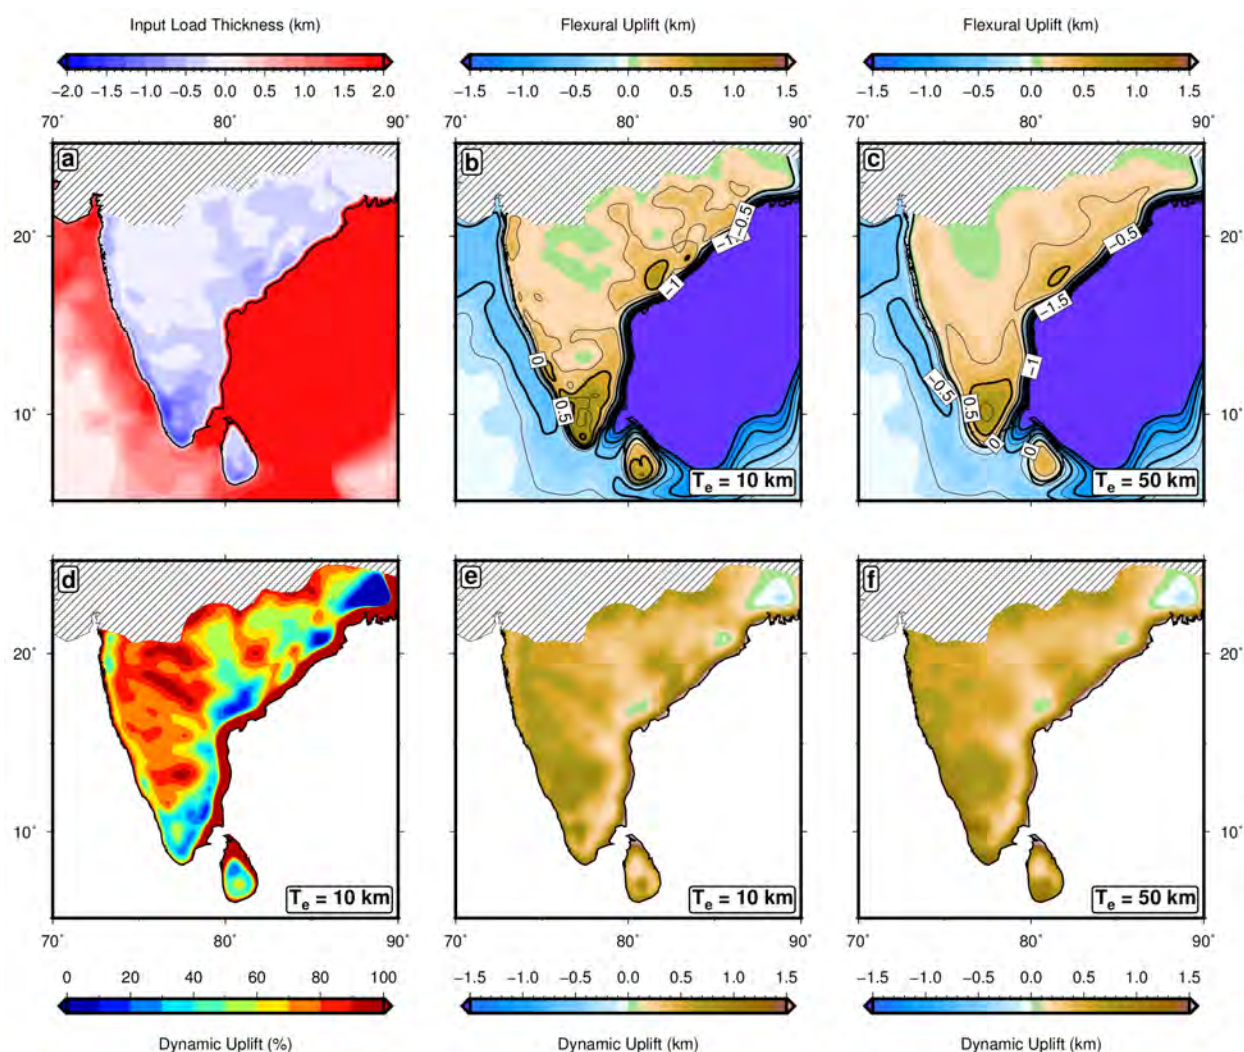 Input Load Thickness (km)
Flexural Uplift (km)
Flexural Uplift (km)
−2.0 −1.5 −1.0 −0.5 0.0 0.5 1.0 1.5 2.0
−1.5 −1.0 −0.5 0.0 0.5 1.0 1.5
−1.5 −1.0 −0.5 0.0 0.5 1.0 1.5
70˚ 80˚ 90˚
70˚ 80˚ 90˚
70˚ 80˚ 90˚
a
b
c
20˚
20˚
10˚
10˚
−0.5
−1
−1
0
0.5
Te = 10 km
−0.5
−1.5
−1
−0.5
0.5
0
0
Te = 50 km
d
e
f
20˚
20˚
10˚
10˚
Te = 10 km
Te = 10 km
Te = 50 km
70˚ 80˚ 90˚
70˚ 80˚ 90˚
70˚ 80˚ 90˚
0 20 40 60 80 100
−1.5 −1.0 −0.5 0.0 0.5 1.0 1.5
−1.5 −1.0 −0.5 0.0 0.5 1.0 1.5
Dynamic Uplift (%)
Dynamic Uplift (km)
Dynamic Uplift (km)